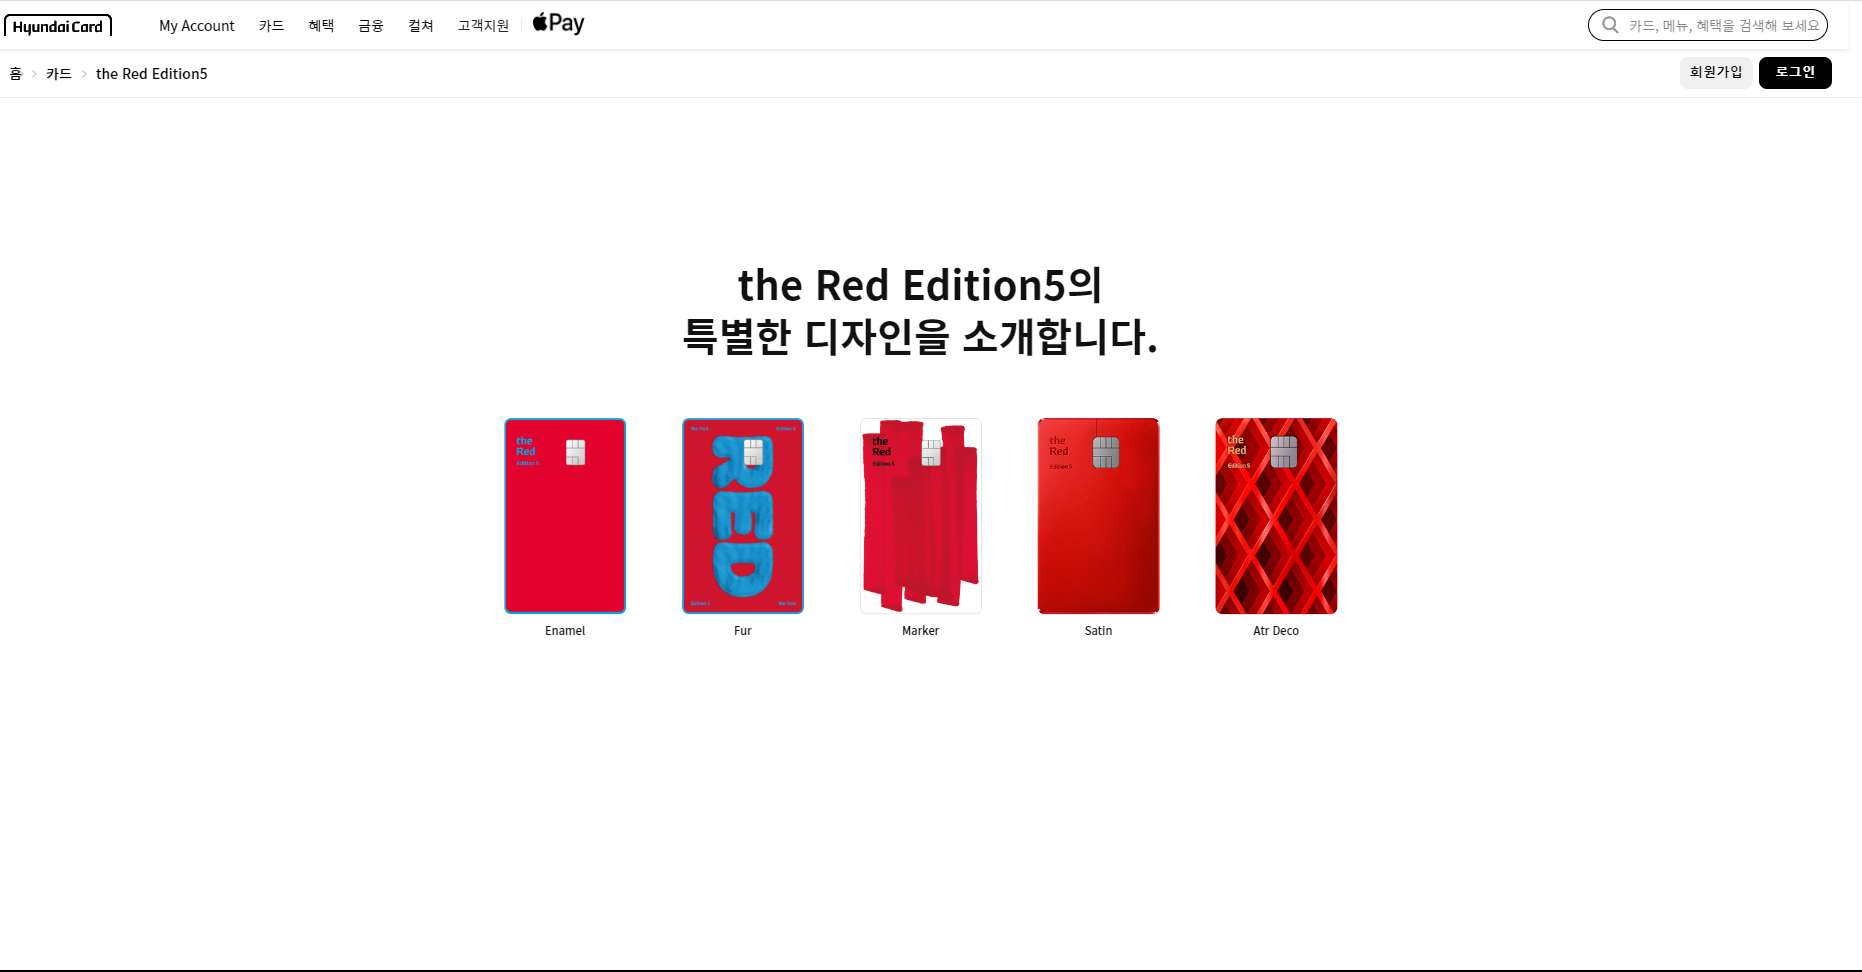 Hyundai Card
My Account 카드 혜택 금융 컬쳐 고객지원 Pay
카드, 메뉴, 혜택을 검색해 보세요
홈 > 카드 > the Red Edition5
회원가입 로그인
the Red Edition5의
특별한 디자인을 소개합니다.
the
Red
Edition 5
the Red
Edition 5
RED
Edition 5
the Red
the
Red
Edition 5
the
Red
Edition 5
the
Red
Edition 5
Enamel
Fur
Marker
Satin
Atr Deco